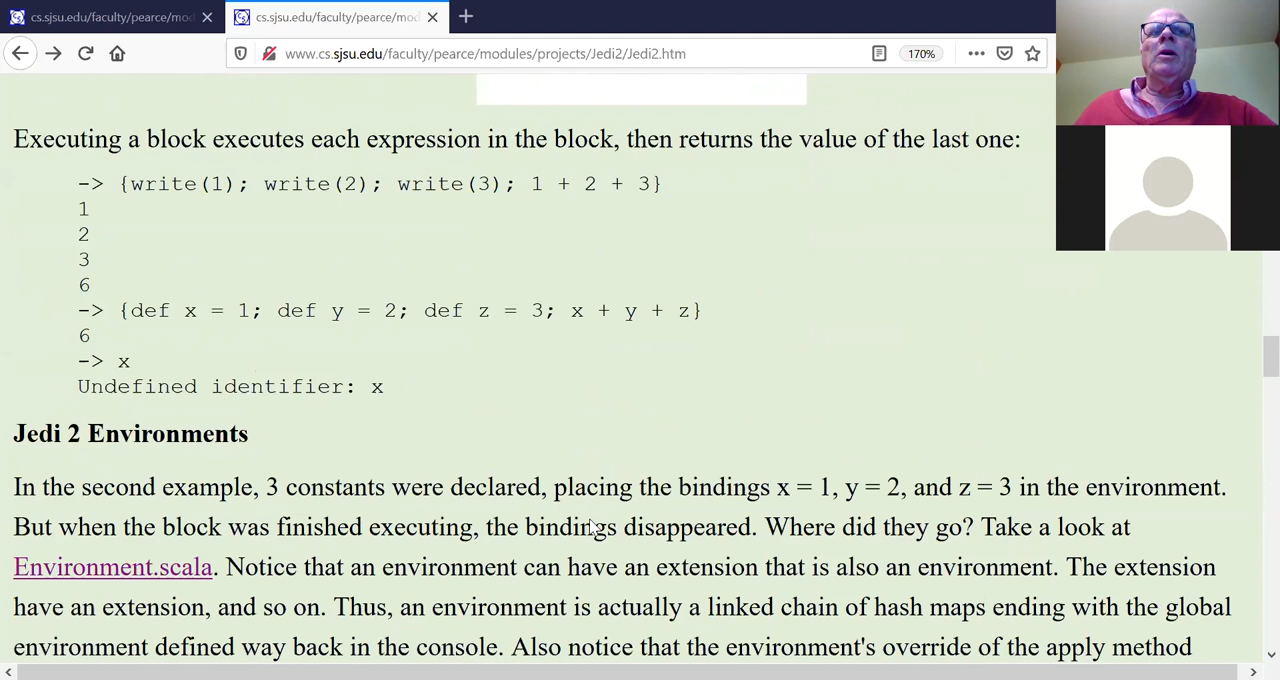 cs.sjsu.edu/faculty/pearce/mod
cs.sjsu.edu/faculty/pearce/mod
www.cs.sjsu.edu/faculty/pearce/modules/projects/Jedi2/Jedi2.htm
170%
Executing a block executes each expression in the block, then returns the value of the last one:
-> {write(1); write(2); write(3); 1 + 2 + 3}
1
2
3
6
-> {def x = 1; def y = 2; def z = 3; x + y + z}
6
-> x
Undefined identifier: x
Jedi 2 Environments
In the second example, 3 constants were declared, placing the bindings x = 1, y = 2, and z = 3 in the environment.
But when the block was finished executing, the bindings disappeared. Where did they go? Take a look at
Environment.scala. Notice that an environment can have an extension that is also an environment. The extension
have an extension, and so on. Thus, an environment is actually a linked chain of hash maps ending with the global
environment defined way back in the console. Also notice that the environment's override of the apply method